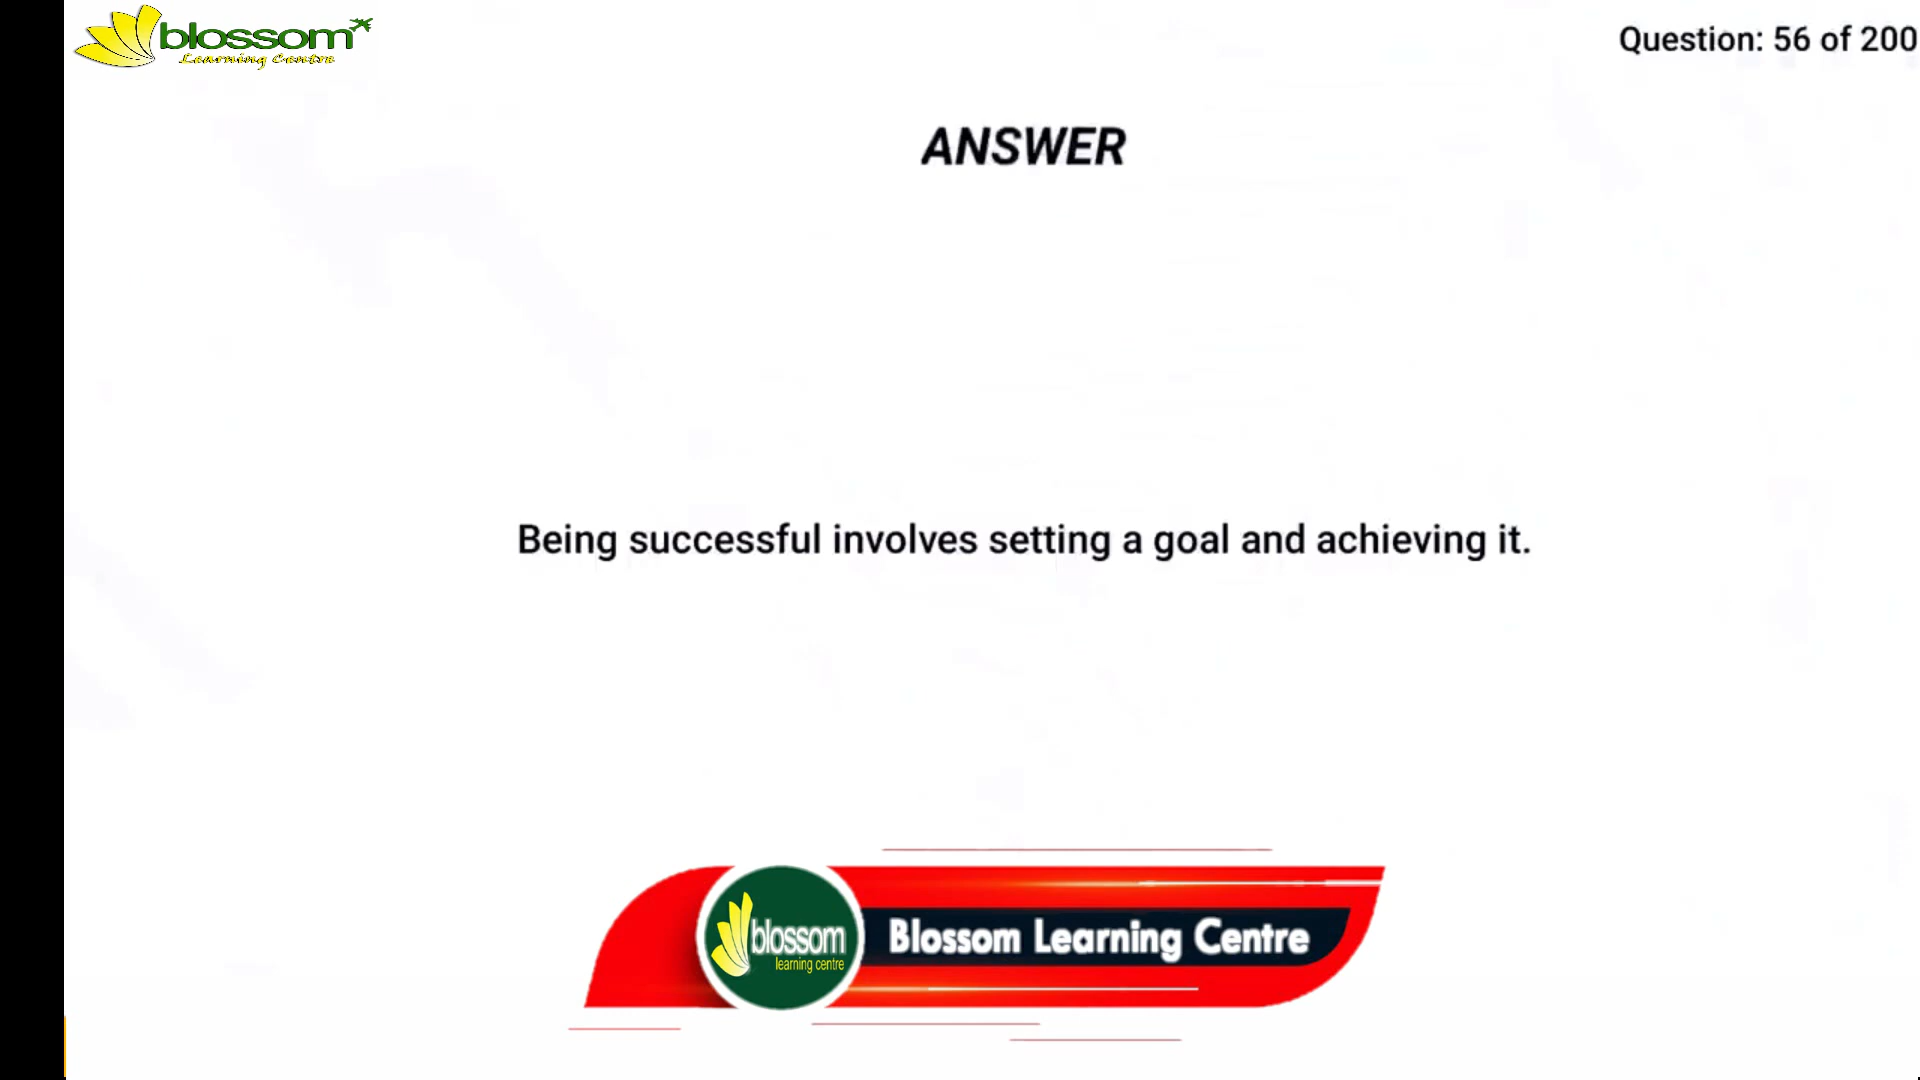 blossom
Learning Centre
Question: 56 of 200
ANSWER
Being successful involves setting a goal and achieving it.
blossom
learning centre
Blossom Learning Centre